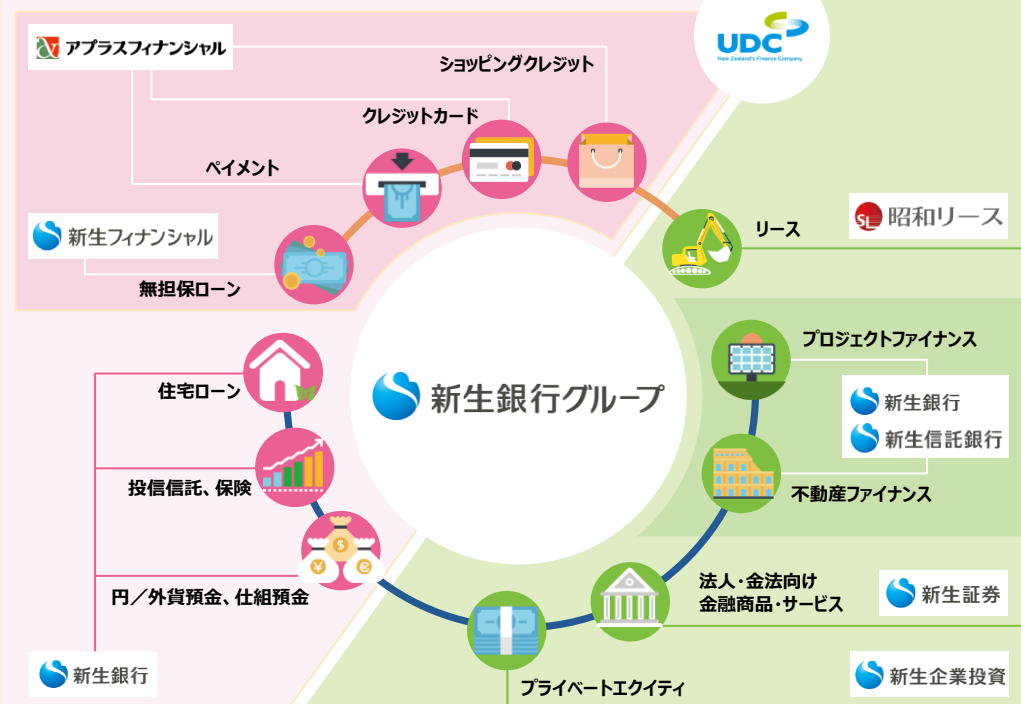 アプラスフィナンシャル
UDC
New Zealand's Finance Company
ショッピングクレジット
クレジットカード
ペイメント
新生フィナンシャル
無担保ローン
SL 昭和リース
リース
新生銀行グループ
住宅ローン
投信信託、保険
円／外貨預金、仕組預金
新生銀行
プロジェクトファイナンス
新生銀行
新生信託銀行
不動産ファイナンス
法人・金法向け
金融商品・サービス
新生証券
プライベートエクイティ
新生企業投資